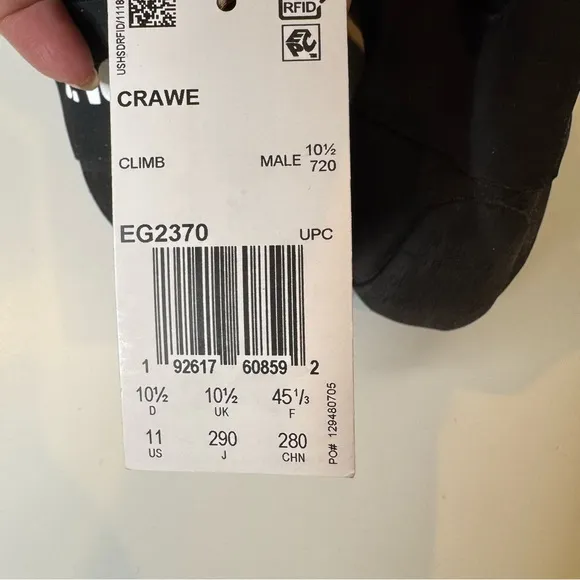 USHSDRFID/1118
RFID
EPC
CRAWE
CLIMB MALE 10½ 720
EG2370 UPC
1 92617 60859 2
10½ 10½ 45⅓
D UK F
11 290 280
US J CHN
PO# 129480705